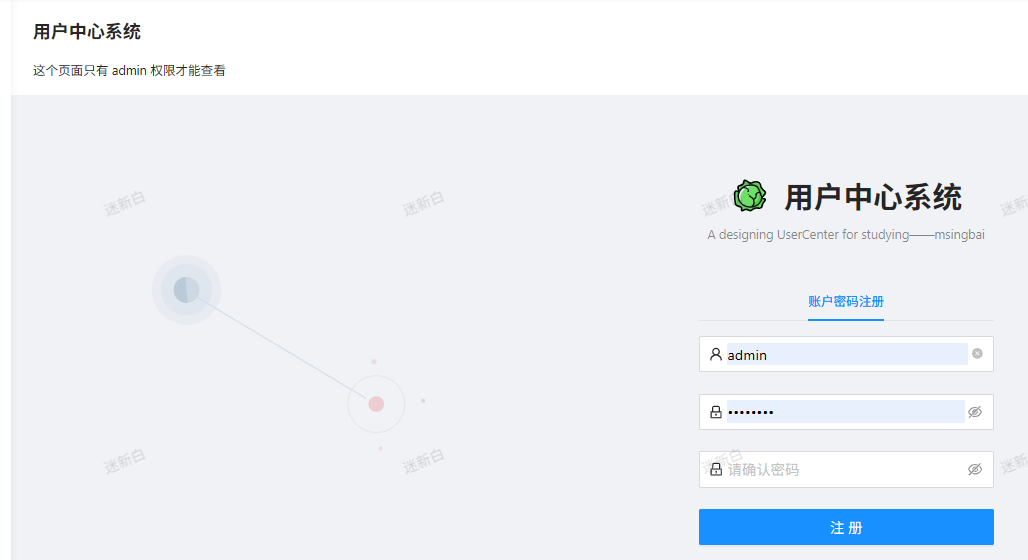 用户中心系统
这个页面只有 admin 权限才能查看
迷新白
迷新白
迷新白
迷新
用户中心系统
A designing UserCenter for studying——msingbai
账户密码注册
admin
••••••••
迷新白
迷新白
迷新白
迷新
请确认密码
注 册